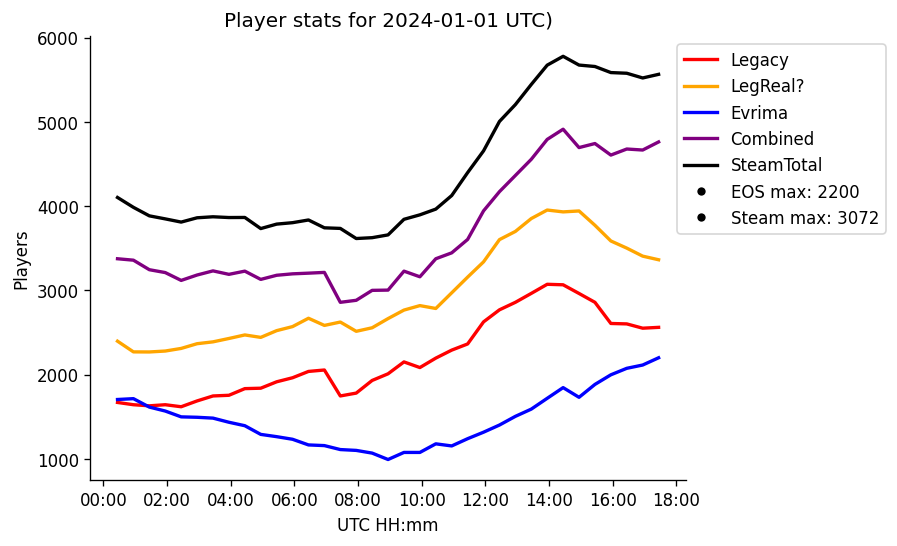 Player stats for 2024-01-01 UTC)
6000
5000
4000
3000
2000
1000
Players
00:00 02:00 04:00 06:00 08:00 10:00 12:00 14:00 16:00 18:00
UTC HH:mm
Legacy
LegReal?
Evrima
Combined
SteamTotal
EOS max: 2200
Steam max: 3072